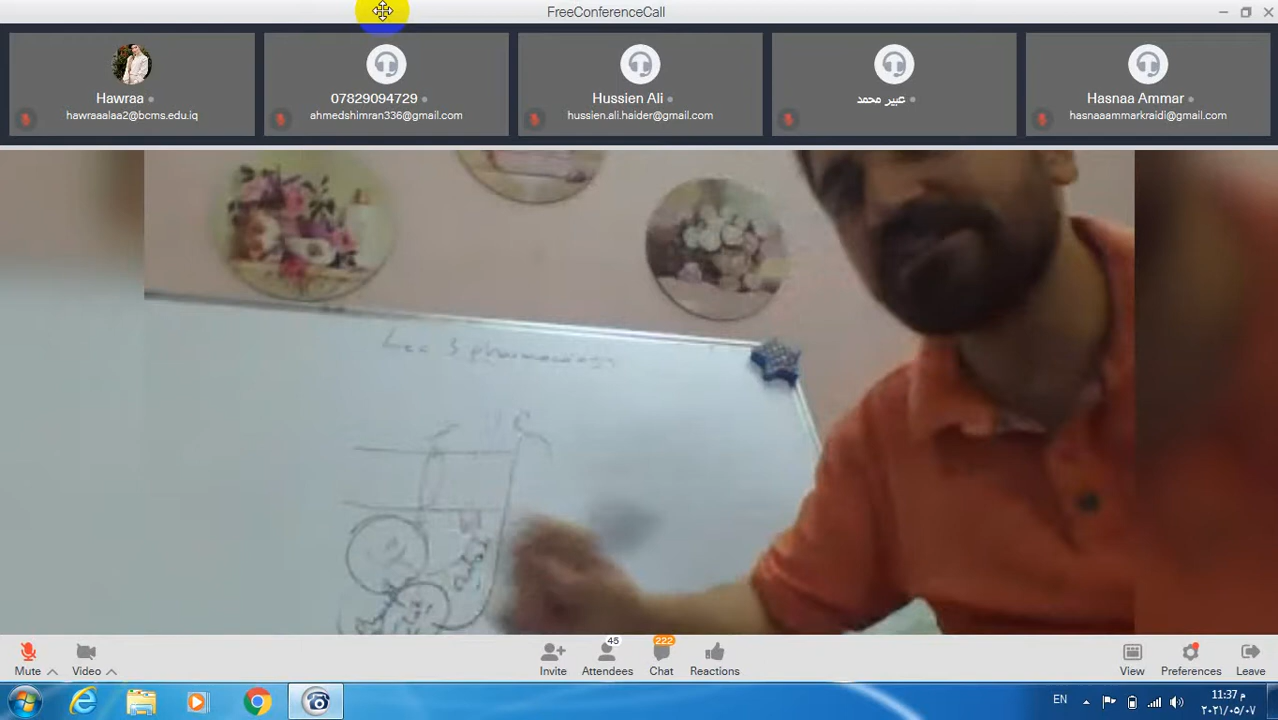 FreeConferenceCall
Hawraa
hawraaalaa2@bcms.edu.iq
07829094729
ahmedshimran336@gmail.com
Hussien Ali
hussien.ali.haider@gmail.com
عبير محمد
Hasnaa Ammar
hasnaaammarkraidi@gmail.com
Lec 3 pharmacology
Mute
Video
Invite
45
Attendees
222
Chat
Reactions
View
Preferences
Leave
EN
11:37 م
٢٠٢١/٠٥/٠٧